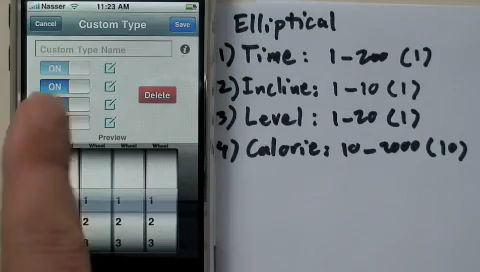 Nasser 11:23 AM
Cancel Custom Type Save
Custom Type Name
ON
ON
Delete
Preview
Wheel Wheel Wheel
1 1 1
2 2 2
3 3 3
Elliptical
1) Time: 1-200 (1)
2) Incline: 1-10 (1)
3) Level: 1-20 (1)
4) Calorie: 10-2000 (10)